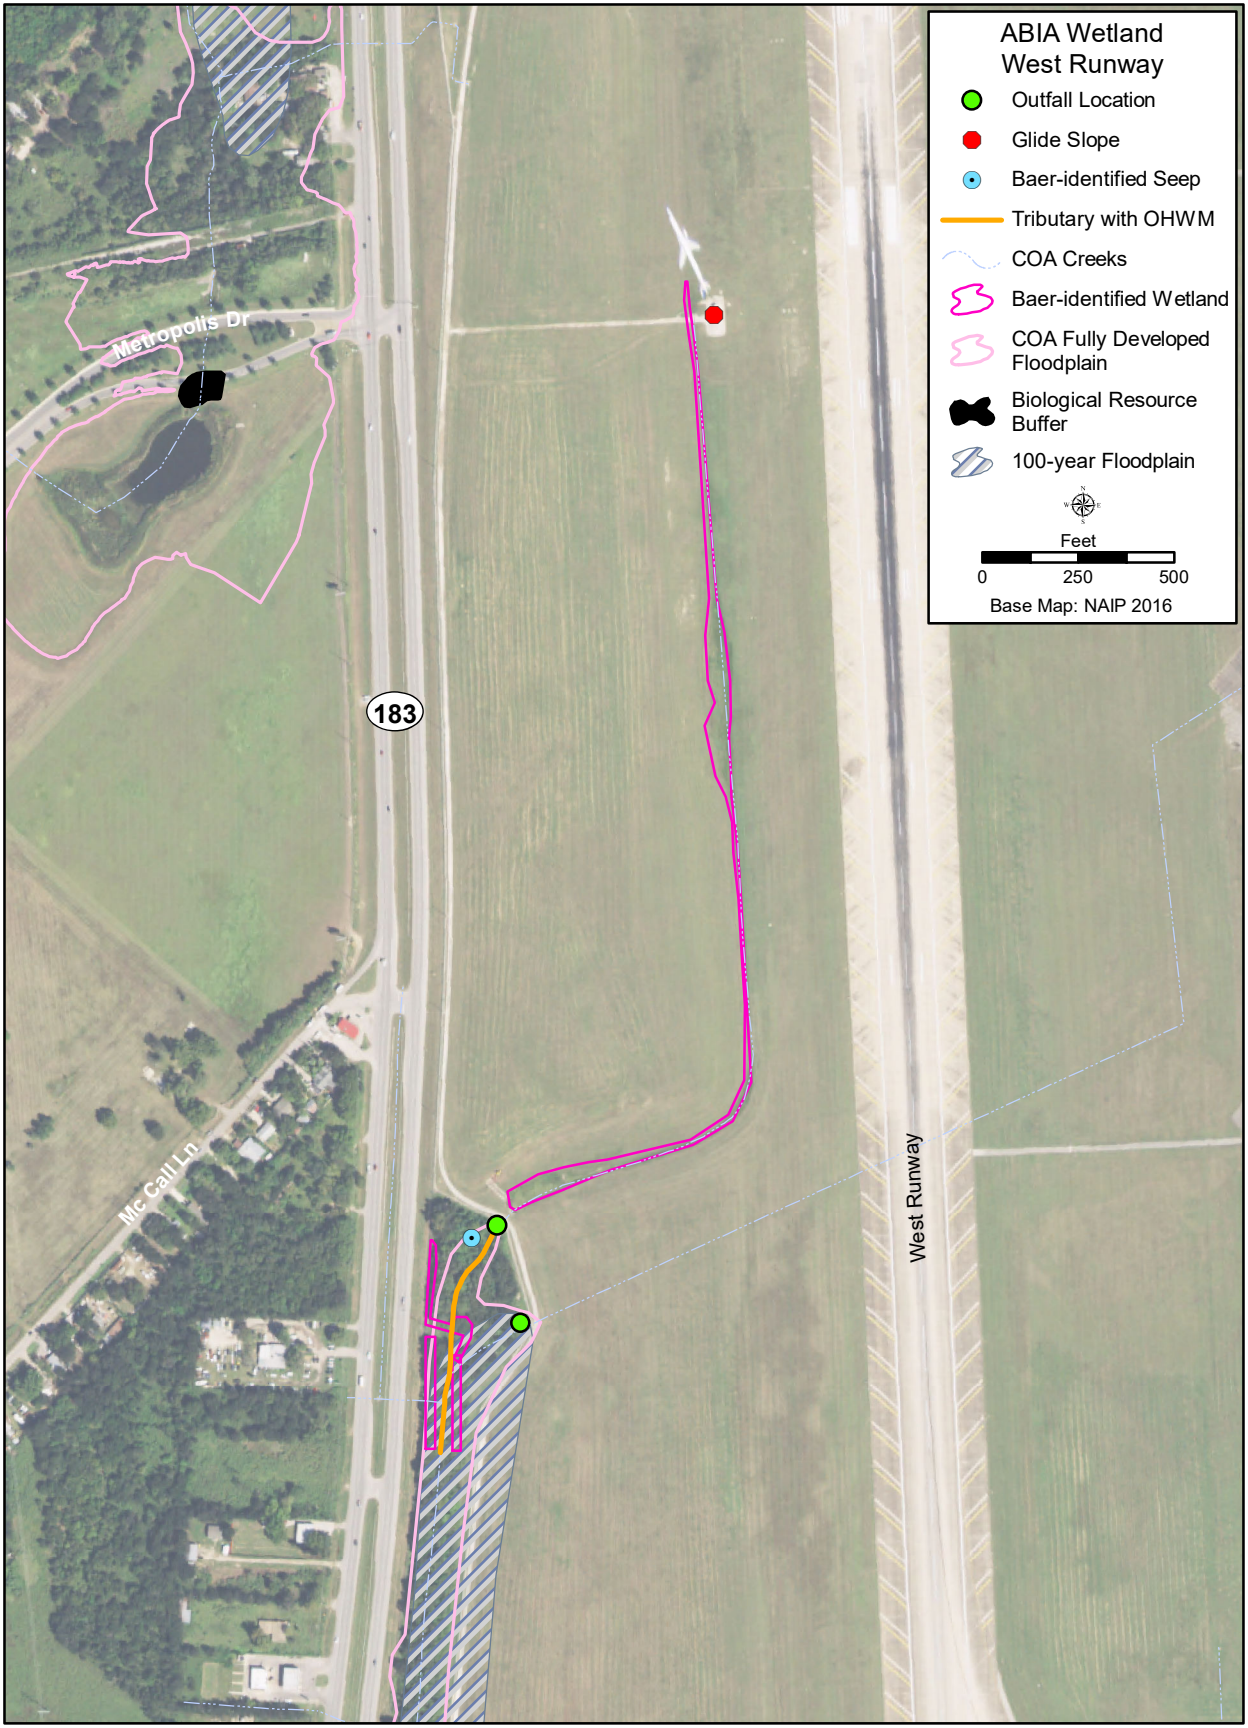 ABIA Wetland
West Runway
Outfall Location
Glide Slope
Baer-identified Seep
Tributary with OHWM
COA Creeks
Baer-identified Wetland
COA Fully Developed
Floodplain
Biological Resource
Buffer
100-year Floodplain
N
W E
S
Feet
0 250 500
Base Map: NAIP 2016
Metropolis Dr
183
Mc Call Ln
West Runway